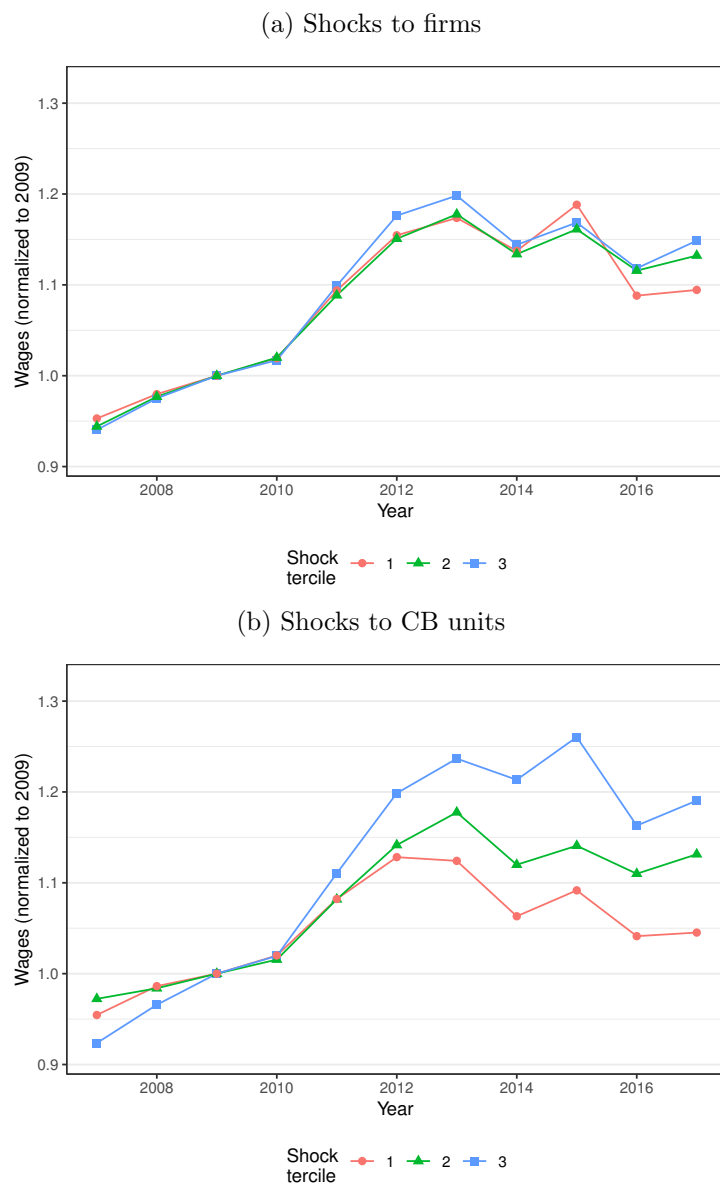 (a) Shocks to firms
Wages (normalized to 2009)
1.3
1.2
1.1
1.0
0.9
2008 2010 2012 2014 2016
Year
Shock
tercile
1 2 3
(b) Shocks to CB units
Wages (normalized to 2009)
1.3
1.2
1.1
1.0
0.9
2008 2010 2012 2014 2016
Year
Shock
tercile
1 2 3